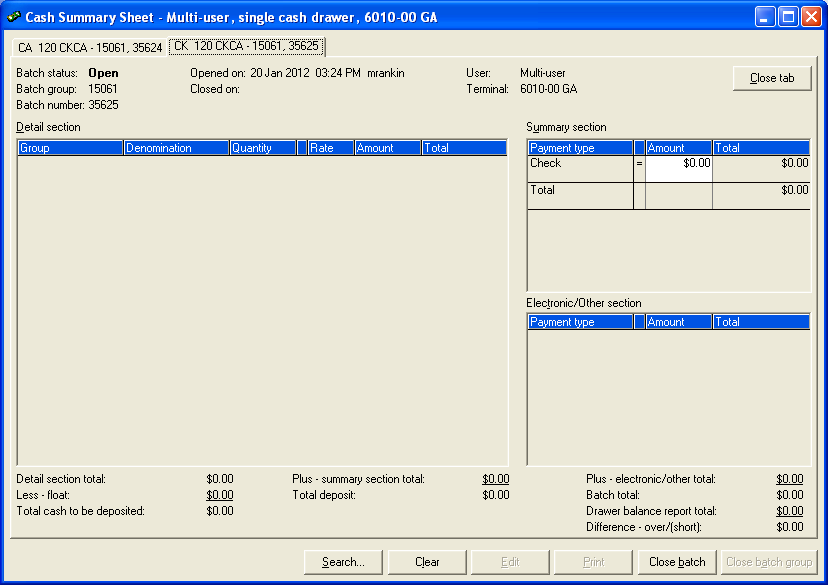 Cash Summary Sheet - Multi-user, single cash drawer, 6010-00 GA
CA 120 CKCA - 15061, 35624 CK 120 CKCA - 15061, 35625
Batch status: Open Opened on: 20 Jan 2012 03:24 PM mrankin User: Multi-user Close tab
Batch group: 15061 Closed on: Terminal: 6010-00 GA
Batch number: 35625
Detail section Summary section
Group Denomination Quantity Rate Amount Total Payment type Amount Total
Check = $0.00 $0.00
Total $0.00
Electronic/Other section
Payment type Amount Total
Detail section total: $0.00 Plus - summary section total: $0.00 Plus - electronic/other total: $0.00
Less - float: $0.00 Total deposit: $0.00 Batch total: $0.00
Total cash to be deposited: $0.00 Drawer balance report total: $0.00
Difference - over/(short): $0.00
Search... Clear Edit Print Close batch Close batch group